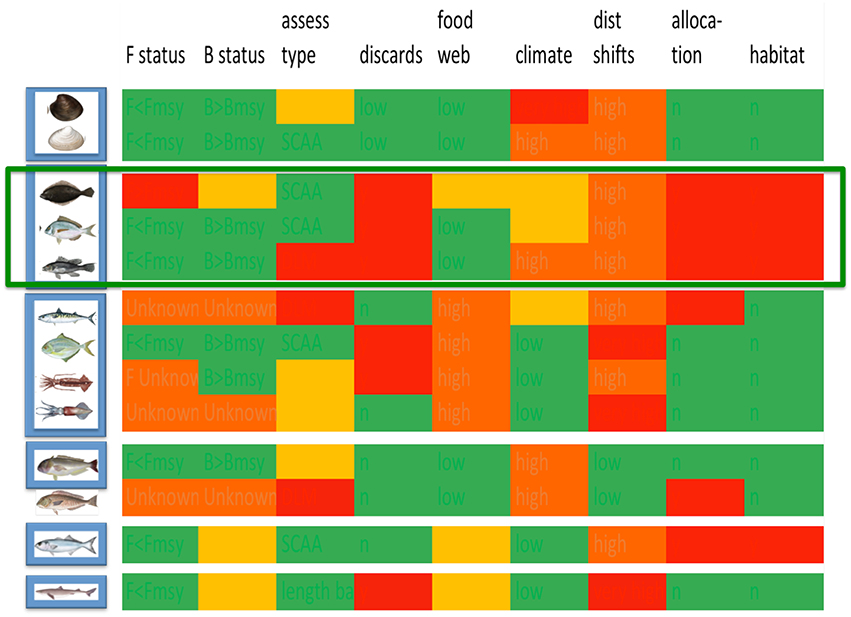 assess food dist alloca-
F status B status type discards web climate shifts tion habitat
F<Fmsy B>Bmsy low low high n n
F<Fmsy B>Bmsy SCAA low low high high n n
SCAA high
F<Fmsy B>Bmsy SCAA low high
F<Fmsy B>Bmsy low high high
Unknown Unknown n high high n
F<Fmsy B>Bmsy SCAA high low n n
F Unknow B>Bmsy high low high n n
Unknown Unknown n high low n n
F<Fmsy B>Bmsy n low high low n n
Unknown Unknown n low high low n
F<Fmsy SCAA n low high
F<Fmsy length ba low n n